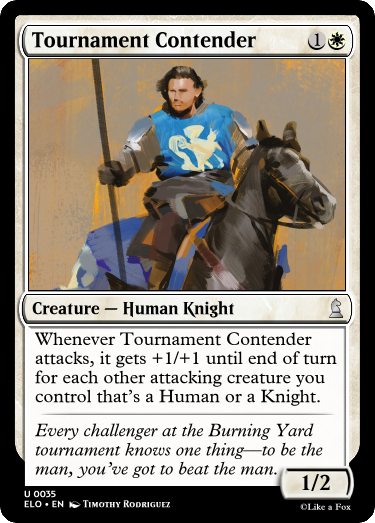 Tournament Contender 1
Creature — Human Knight
Whenever Tournament Contender
attacks, it gets +1/+1 until end of turn
for each other attacking creature you
control that's a Human or a Knight.
Every challenger at the Burning Yard
tournament knows one thing—to be the
man, you've got to beat the man.
1/2
U 0035
ELO • EN Timothy Rodriguez
©Like a Fox